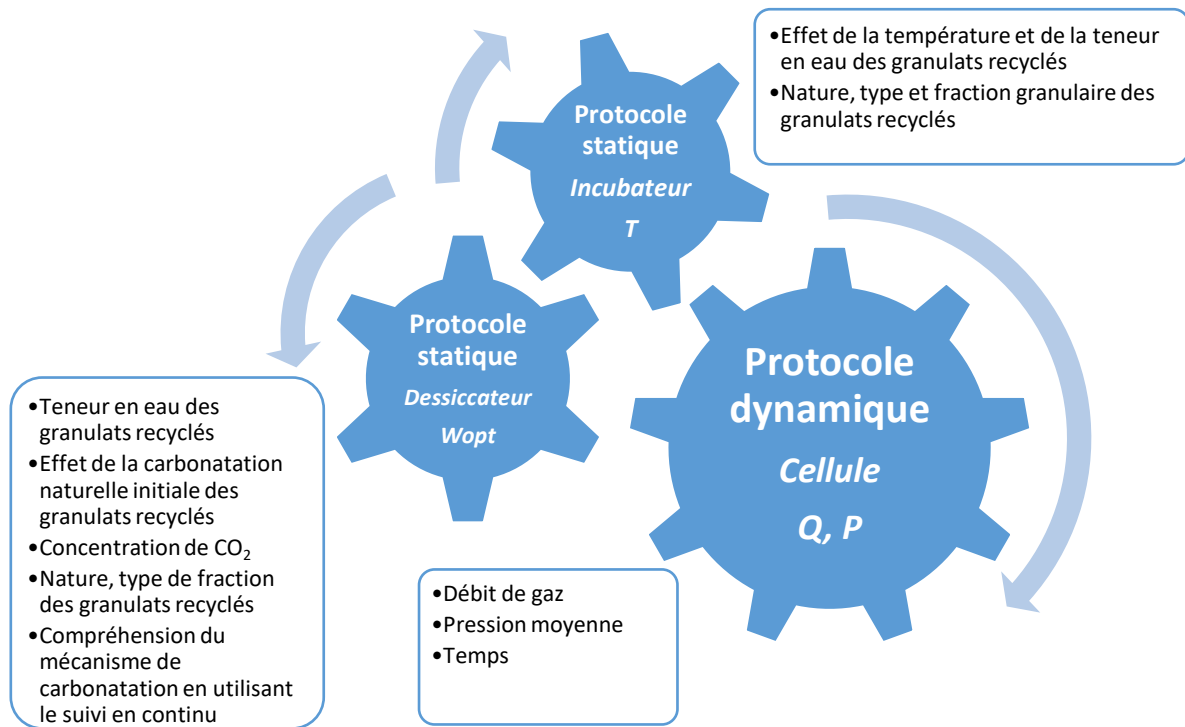 •Effet de la température et de la teneur
en eau des granulats recyclés
•Nature, type et fraction granulaire des
granulats recyclés
Protocole
statique
Incubateur
T
Protocole
statique
Dessiccateur
Wopt
Protocole
dynamique
Cellule
Q, P
•Teneur en eau des
granulats recyclés
•Effet de la carbonatation
naturelle initiale des
granulats recyclés
•Concentration de CO₂
•Nature, type de fraction
des granulats recyclés
•Compréhension du
mécanisme de
carbonatation en utilisant
le suivi en continu
•Débit de gaz
•Pression moyenne
•Temps